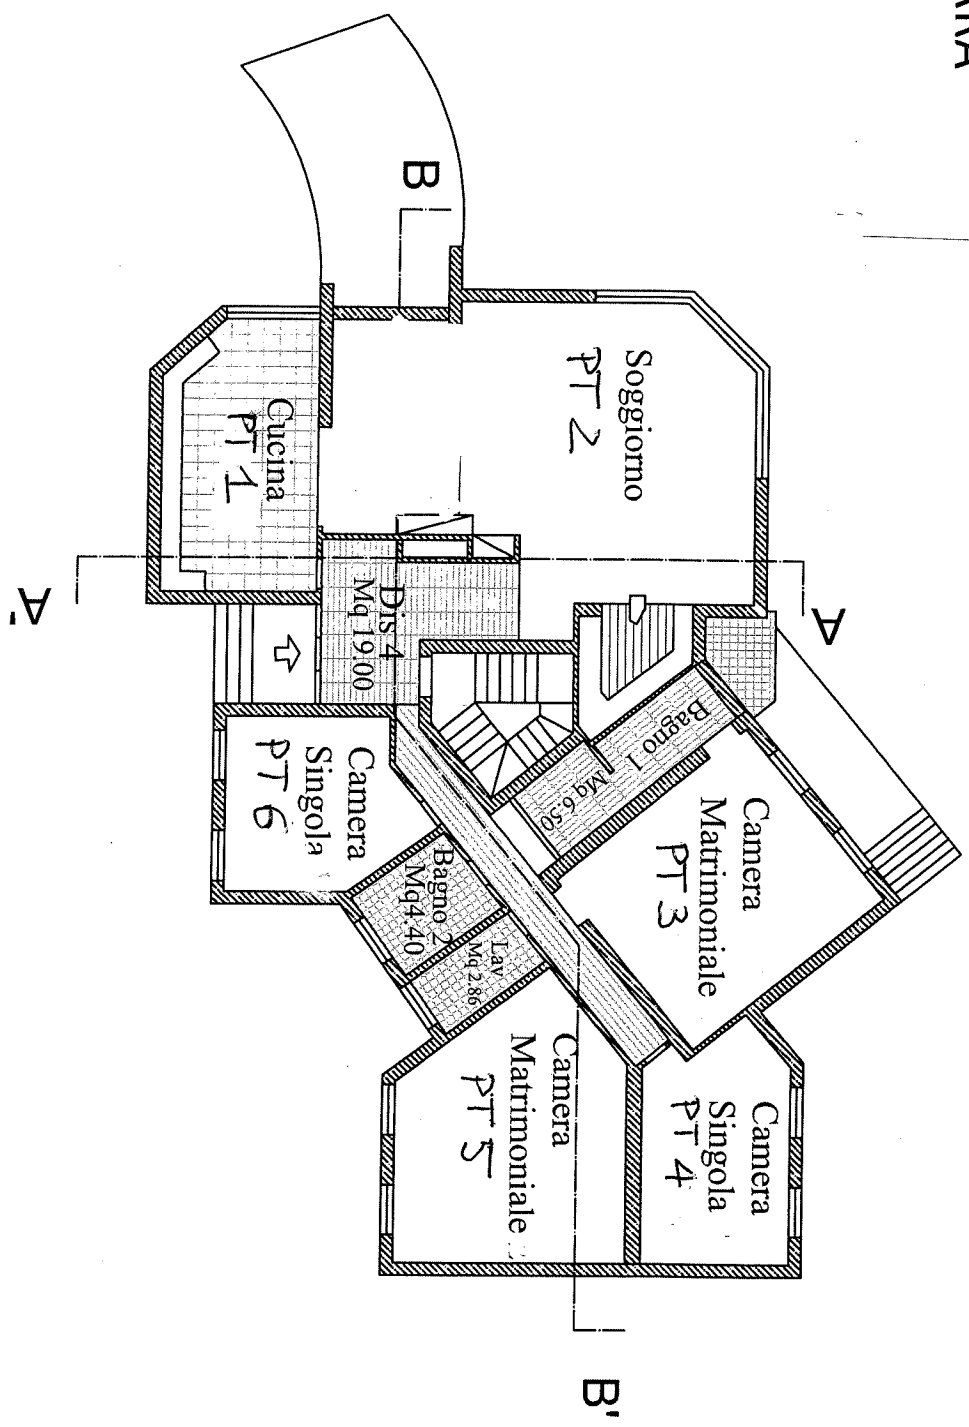 ARA
B
Soggiorno
PT 2
Cucina
PT 1
A'
A
Dis 4
Mq 19.00
Bagno 1
Mq 6.50
Camera
Matrimoniale
PT 3
Camera
Singola
PT 6
Bagno 2
Mq4.40
Lav
Mq 2.86
Camera
Matrimoniale
PT 5
Camera
Singola
PT 4
B'